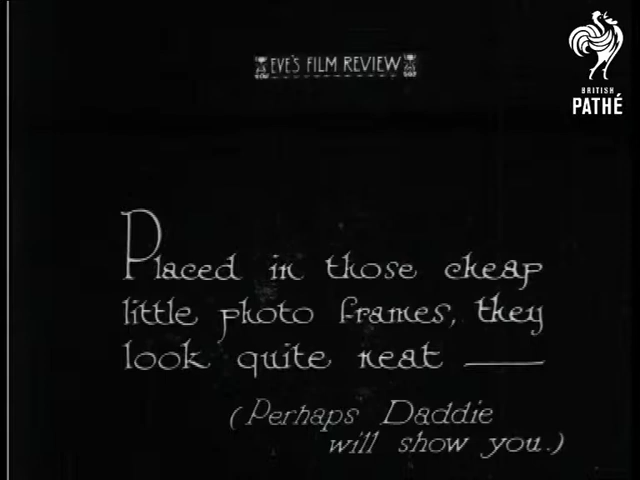 EVE'S FILM REVIEW
BRITISH
PATHÉ
Placed in those cheap
little photo frames, they
look quite neat —
(Perhaps Daddie
will show you.)